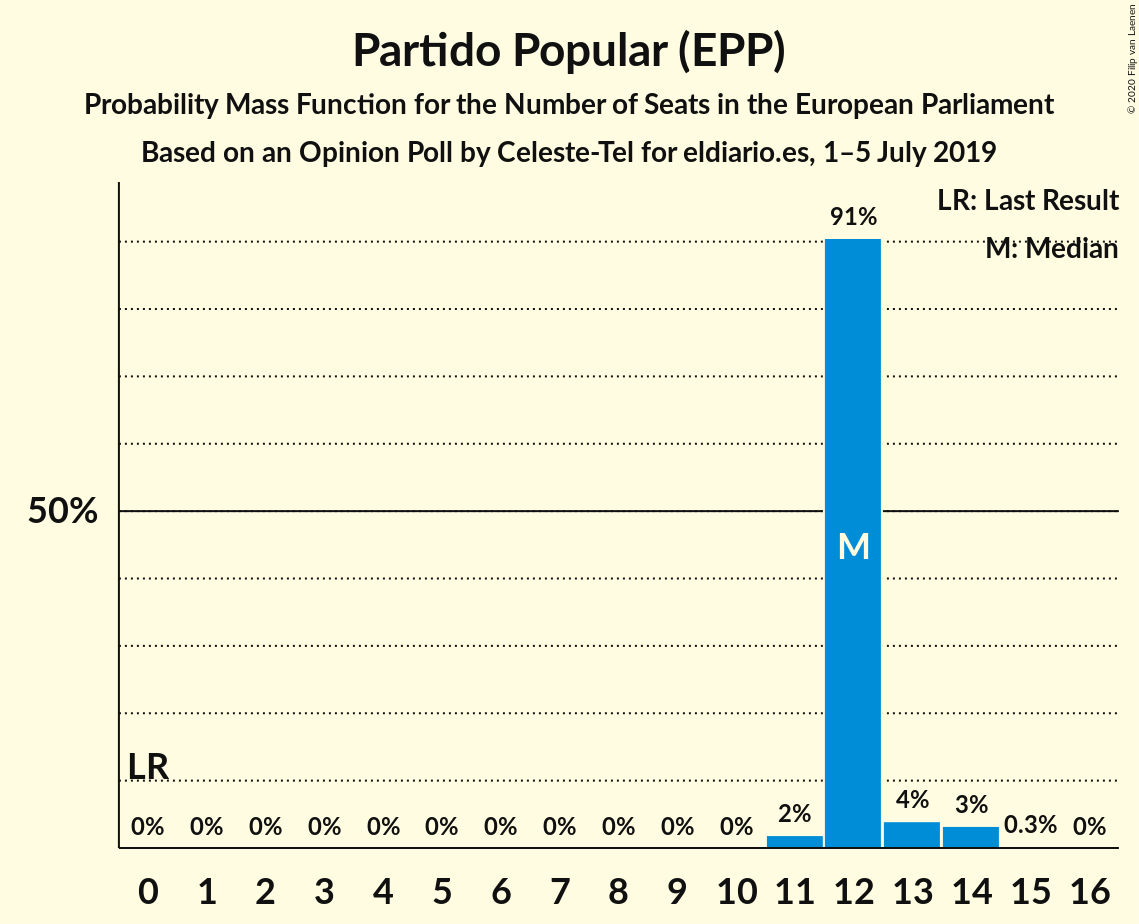 Partido Popular (EPP)
Probability Mass Function for the Number of Seats in the European Parliament
Based on an Opinion Poll by Celeste-Tel for eldiario.es, 1–5 July 2019
© 2020 Filip van Laenen
LR: Last Result
M: Median
91%
50%
M
LR
0% 0% 0% 0% 0% 0% 0% 0% 0% 0% 0% 2% 4% 3% 0.3% 0%
0 1 2 3 4 5 6 7 8 9 10 11 12 13 14 15 16